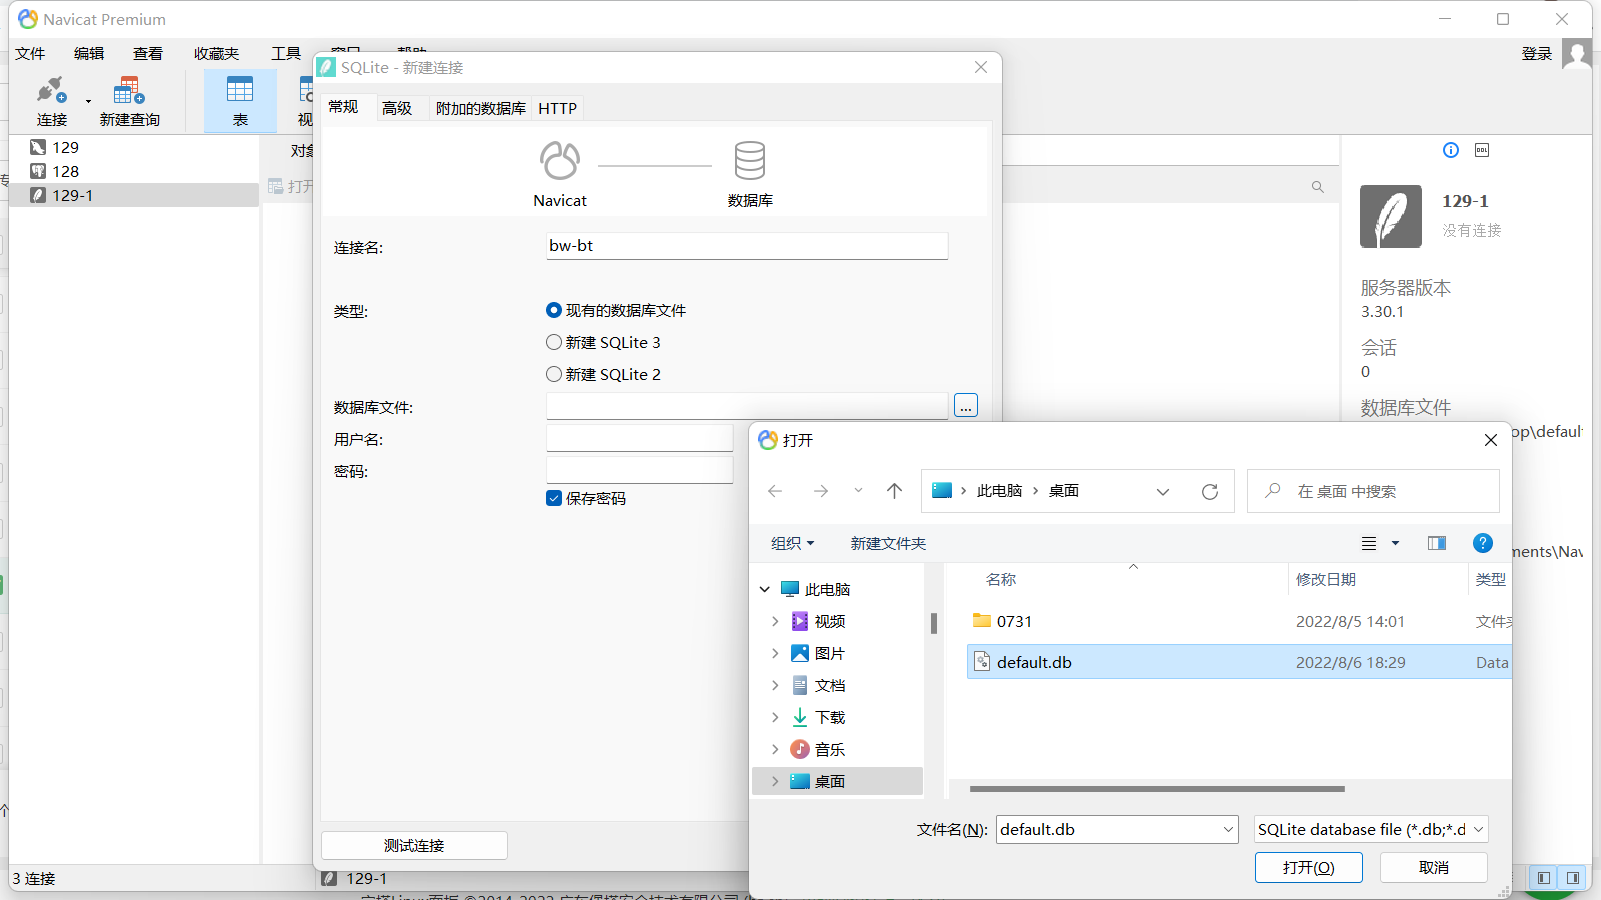 Navicat Premium
文件 编辑 查看 收藏夹 工具
登录
连接 新建查询 表
129
128
129-1
3 连接
打开
SQLite - 新建连接
常规 高级 附加的数据库 HTTP
Navicat 数据库
连接名: bw-bt
类型: 现有的数据库文件
新建 SQLite 3
新建 SQLite 2
数据库文件: ...
用户名:
密码:
保存密码
测试连接
129-1
129-1
没有连接
服务器版本
3.30.1
会话
0
数据库文件
op\default
ments\Nav
打开
此电脑 › 桌面
在 桌面 中搜索
组织 新建文件夹
此电脑
视频
图片
文档
下载
音乐
桌面
名称 修改日期 类型
0731 2022/8/5 14:01 文件夹
default.db 2022/8/6 18:29 Data
文件名(N): default.db
SQLite database file (*.db;*.d
打开(O) 取消